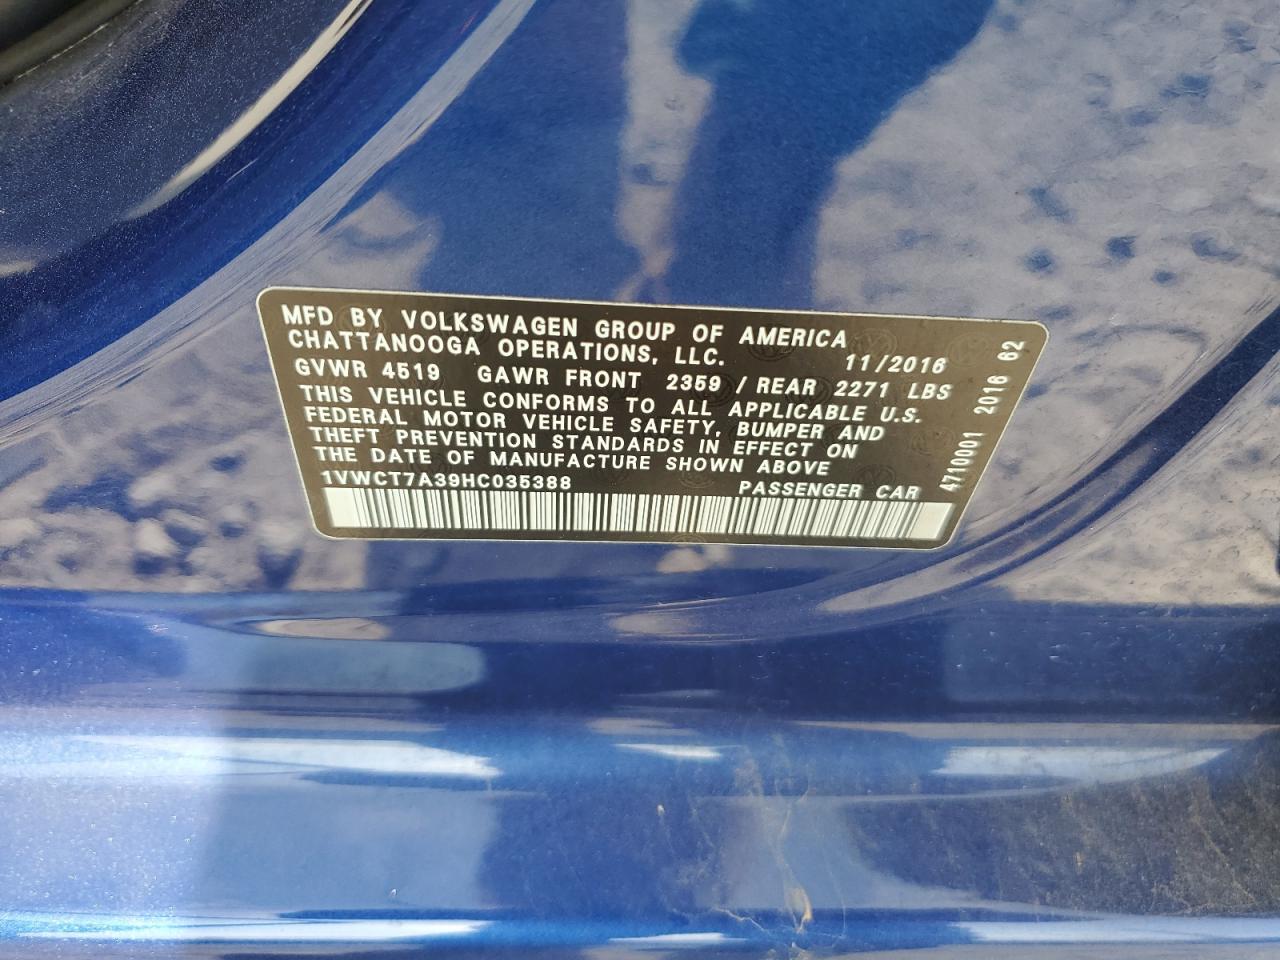 MFD BY VOLKSWAGEN GROUP OF AMERICA
CHATTANOOGA OPERATIONS, LLC. 11/2016
GVWR 4519 GAWR FRONT 2359 / REAR 2271 LBS
THIS VEHICLE CONFORMS TO ALL APPLICABLE U.S.
FEDERAL MOTOR VEHICLE SAFETY, BUMPER AND
THEFT PREVENTION STANDARDS IN EFFECT ON
THE DATE OF MANUFACTURE SHOWN ABOVE
1VWCT7A39HC035388 PASSENGER CAR
4710001 2016 62